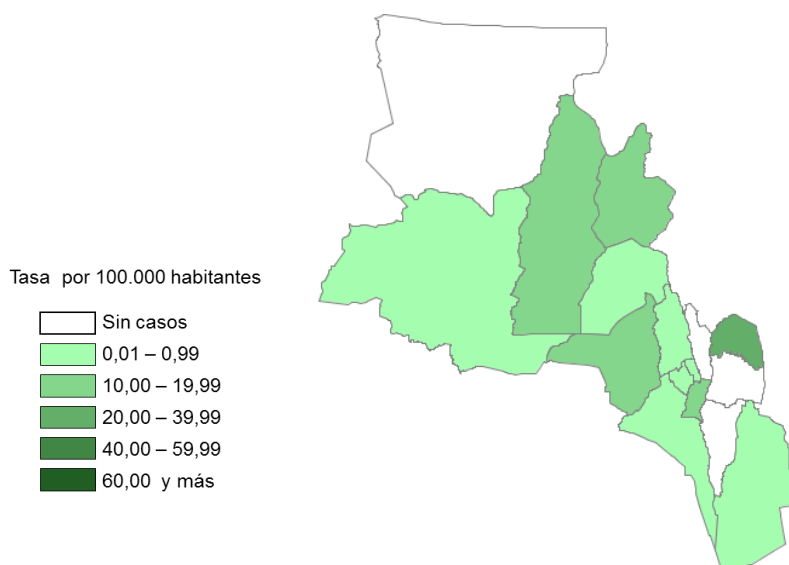 Tasa por 100.000 habitantes
Sin casos
0,01 – 0,99
10,00 – 19,99
20,00 – 39,99
40,00 – 59,99
60,00 y más